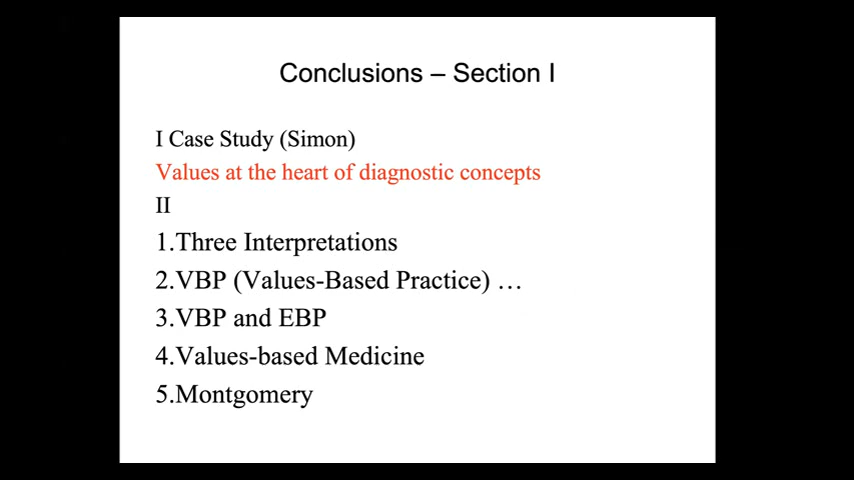 Conclusions – Section I
I Case Study (Simon)
Values at the heart of diagnostic concepts
II
1.Three Interpretations
2.VBP (Values-Based Practice) …
3.VBP and EBP
4.Values-based Medicine
5.Montgomery